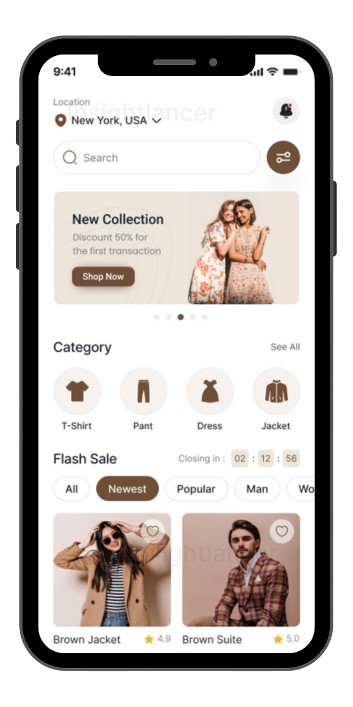 9:41
Location
Insightlancer
New York, USA
Search
New Collection
Discount 50% for
the first transaction
Shop Now
Category
See All
T-Shirt
Pant
Dress
Jacket
Flash Sale
Closing in : 02 : 12 : 56
All
Newest
Popular
Man
Wo
ghtlancer
Brown Jacket
4.9
Brown Suite
5.0